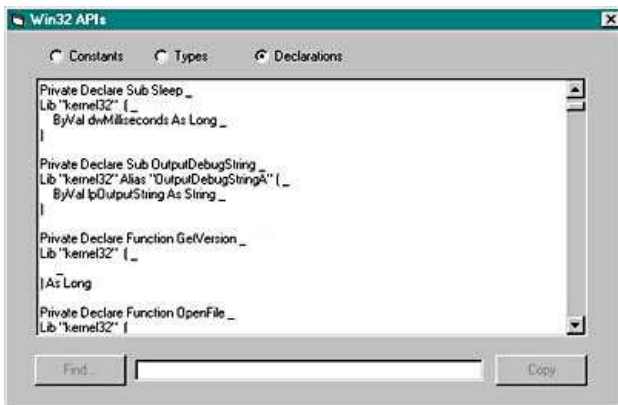 Win32 APIs
Constants Types Declarations
Private Declare Sub Sleep _
Lib "kernel32" ( _
ByVal dwMilliseconds As Long _
)
Private Declare Sub OutputDebugString _
Lib "kernel32" Alias "OutputDebugStringA" ( _
ByVal lpOutputString As String _
)
Private Declare Function GetVersion _
Lib "kernel32" ( _
_
) As Long
Private Declare Function OpenFile _
Lib "kernel32" (
Find... Copy